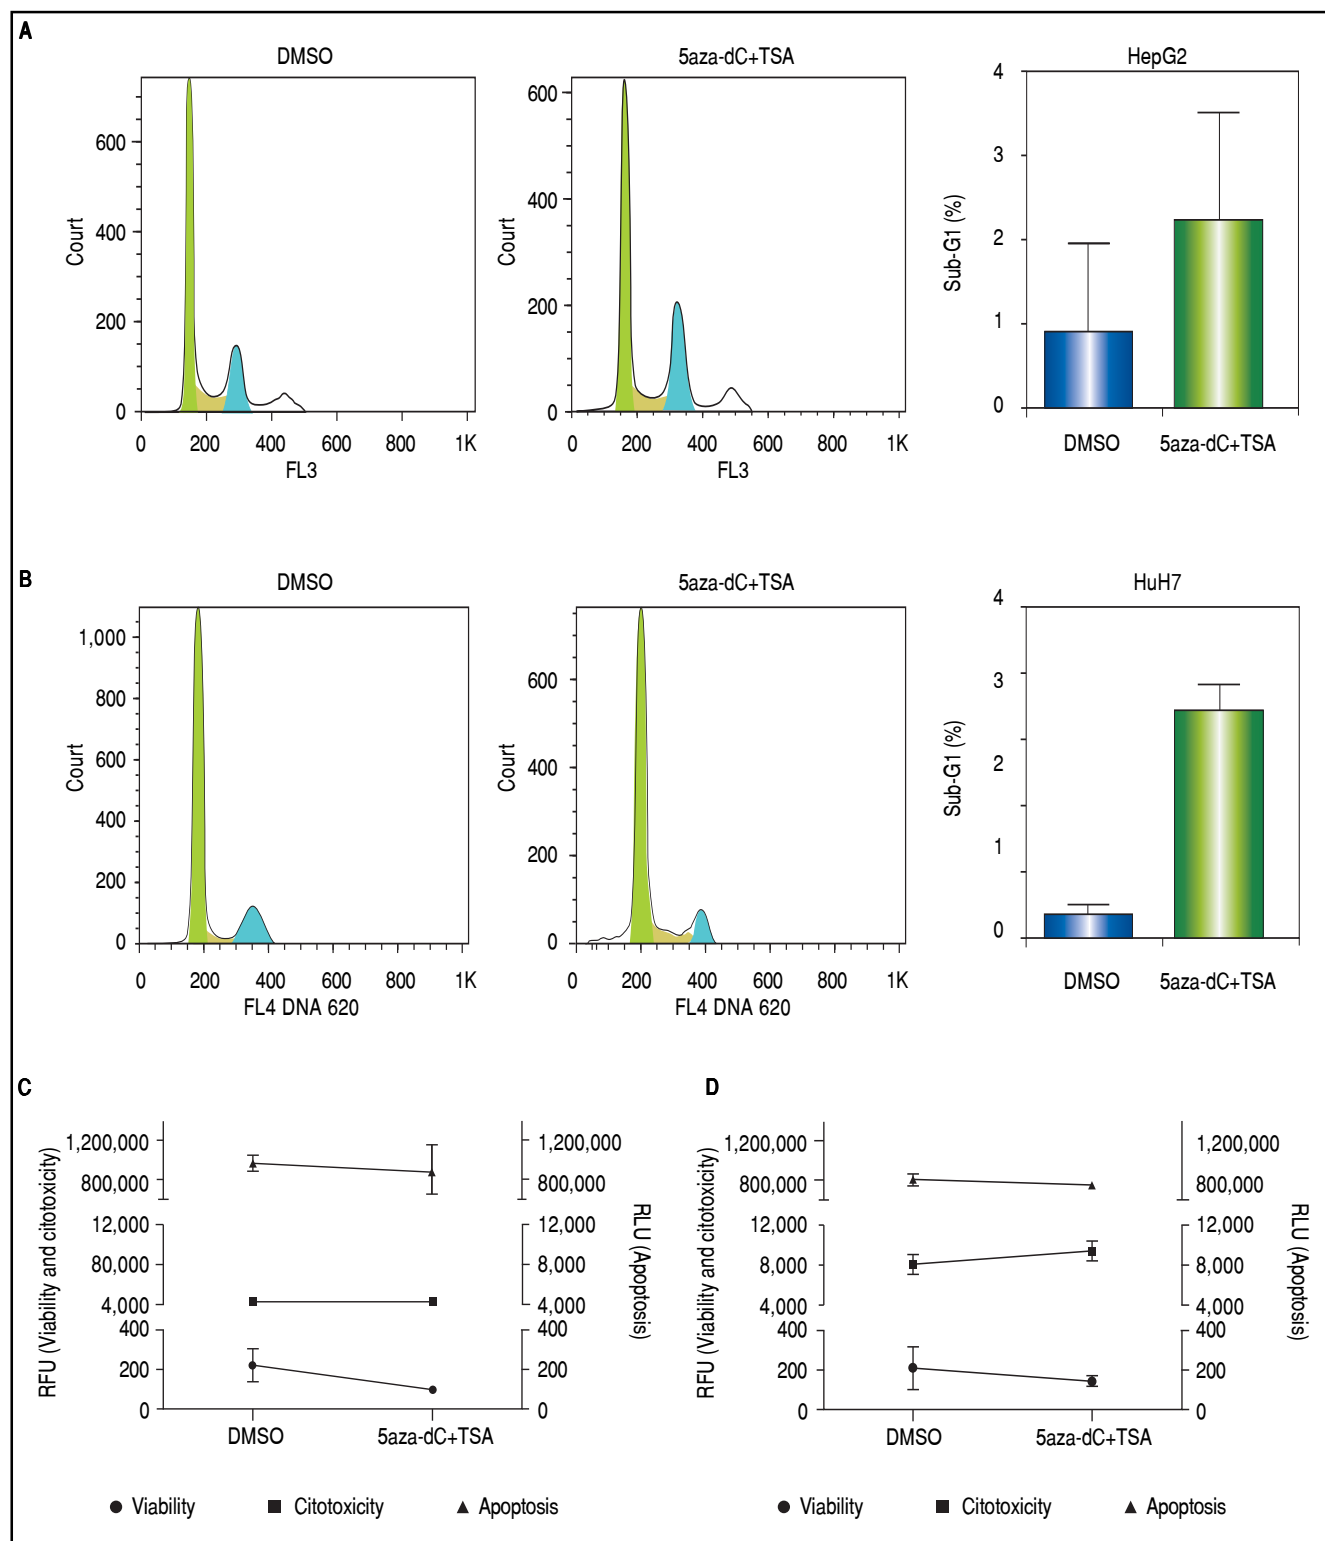 A
DMSO
5aza-dC+TSA
HepG2
Court
600
400
200
0
0 200 400 600 800 1K
FL3
Court
600
400
200
0
0 200 400 600 800 1K
FL3
Sub-G1 (%)
4
3
2
1
0
DMSO 5aza-dC+TSA
B
DMSO
5aza-dC+TSA
HuH7
Court
1,000
800
600
400
200
0
0 200 400 600 800 1K
FL4 DNA 620
Court
600
400
200
0
0 200 400 600 800 1K
FL4 DNA 620
Sub-G1 (%)
4
3
2
1
0
DMSO 5aza-dC+TSA
C
RFU (Viability and citotoxicity)
1,200,000
800,000
12,000
80,000
4,000
400
200
0
1,200,000
800,000
12,000
8,000
4,000
400
200
0
RLU (Apoptosis)
DMSO 5aza-dC+TSA
Viability Citotoxicity Apoptosis
D
RFU (Viability and citotoxicity)
1,200,000
800,000
12,000
8,000
4,000
400
200
0
1,200,000
800,000
12,000
8,000
4,000
400
200
0
RLU (Apoptosis)
DMSO 5aza-dC+TSA
Viability Citotoxicity Apoptosis